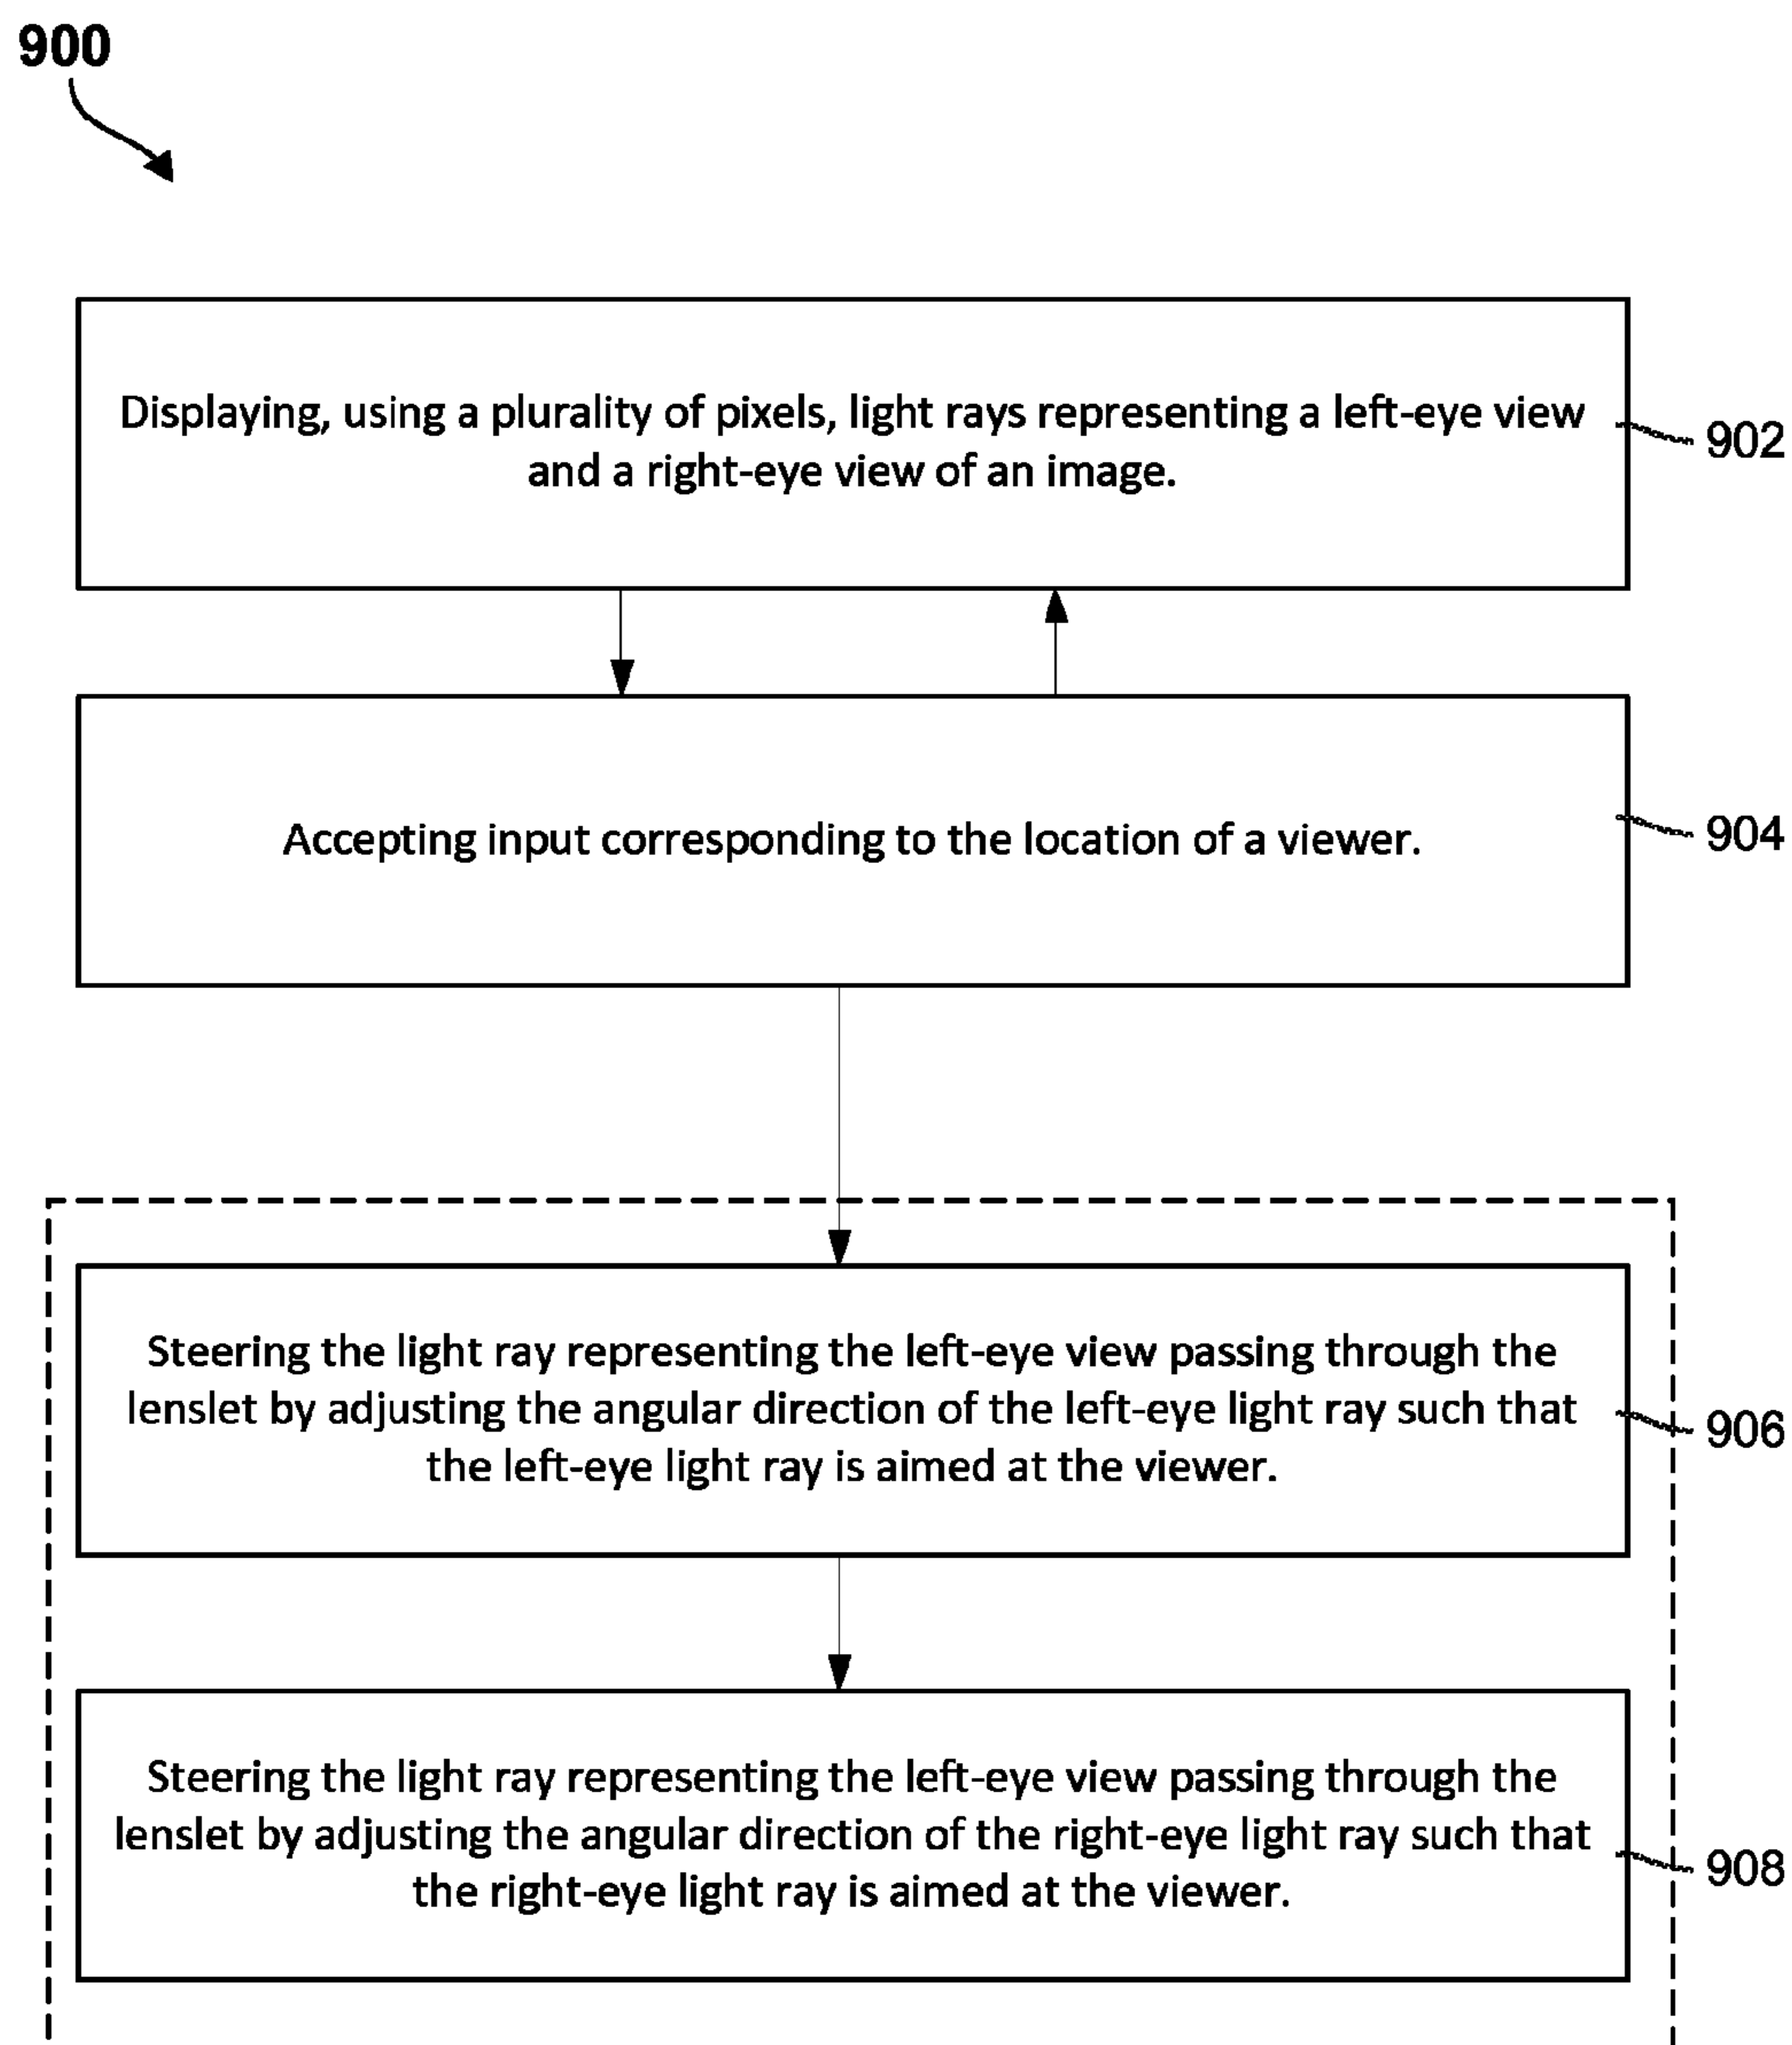 900
Displaying, using a plurality of pixels, light rays representing a left-eye view
and a right-eye view of an image.
902
Accepting input corresponding to the location of a viewer.
904
Steering the light ray representing the left-eye view passing through the
lenslet by adjusting the angular direction of the left-eye light ray such that
the left-eye light ray is aimed at the viewer.
906
Steering the light ray representing the left-eye view passing through the
lenslet by adjusting the angular direction of the right-eye light ray such that
the right-eye light ray is aimed at the viewer.
908